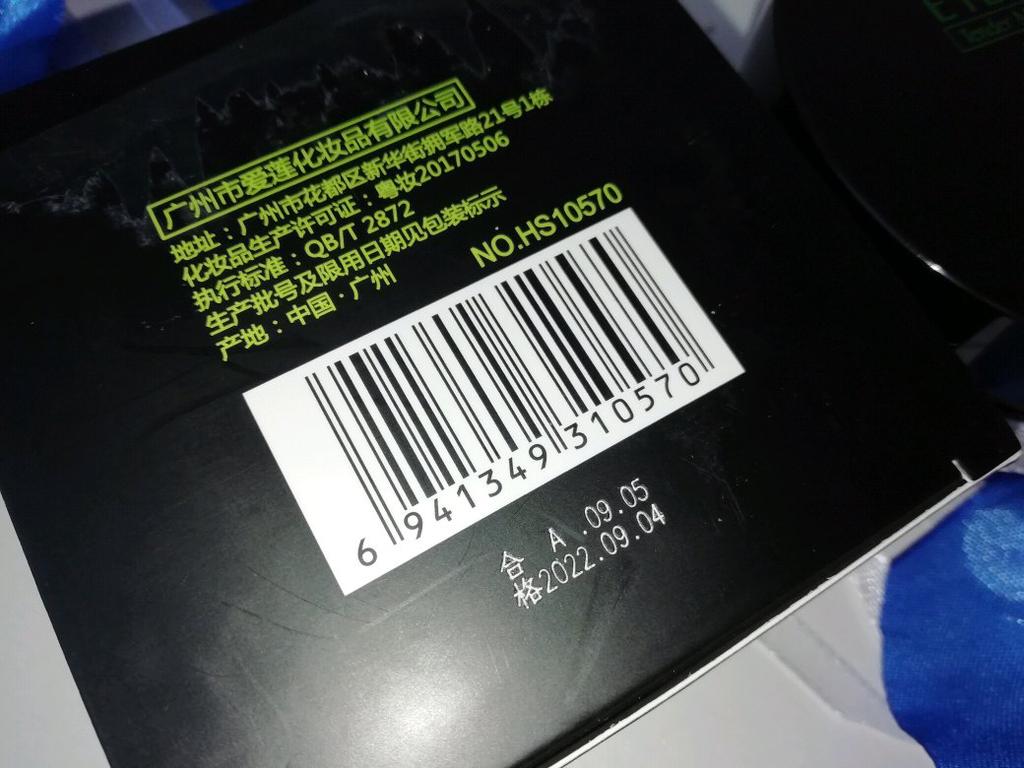 广州市爱莲化妆品有限公司
地址：广州市花都区新华街拥军路21号1栋
化妆品生产许可证：粤妆20170506
执行标准：QB/T 2872
生产批号及限用日期见包装标示
产地：中国·广州
NO.HS10570
6 941349 310570
合 A .09.05
格2022.09.04